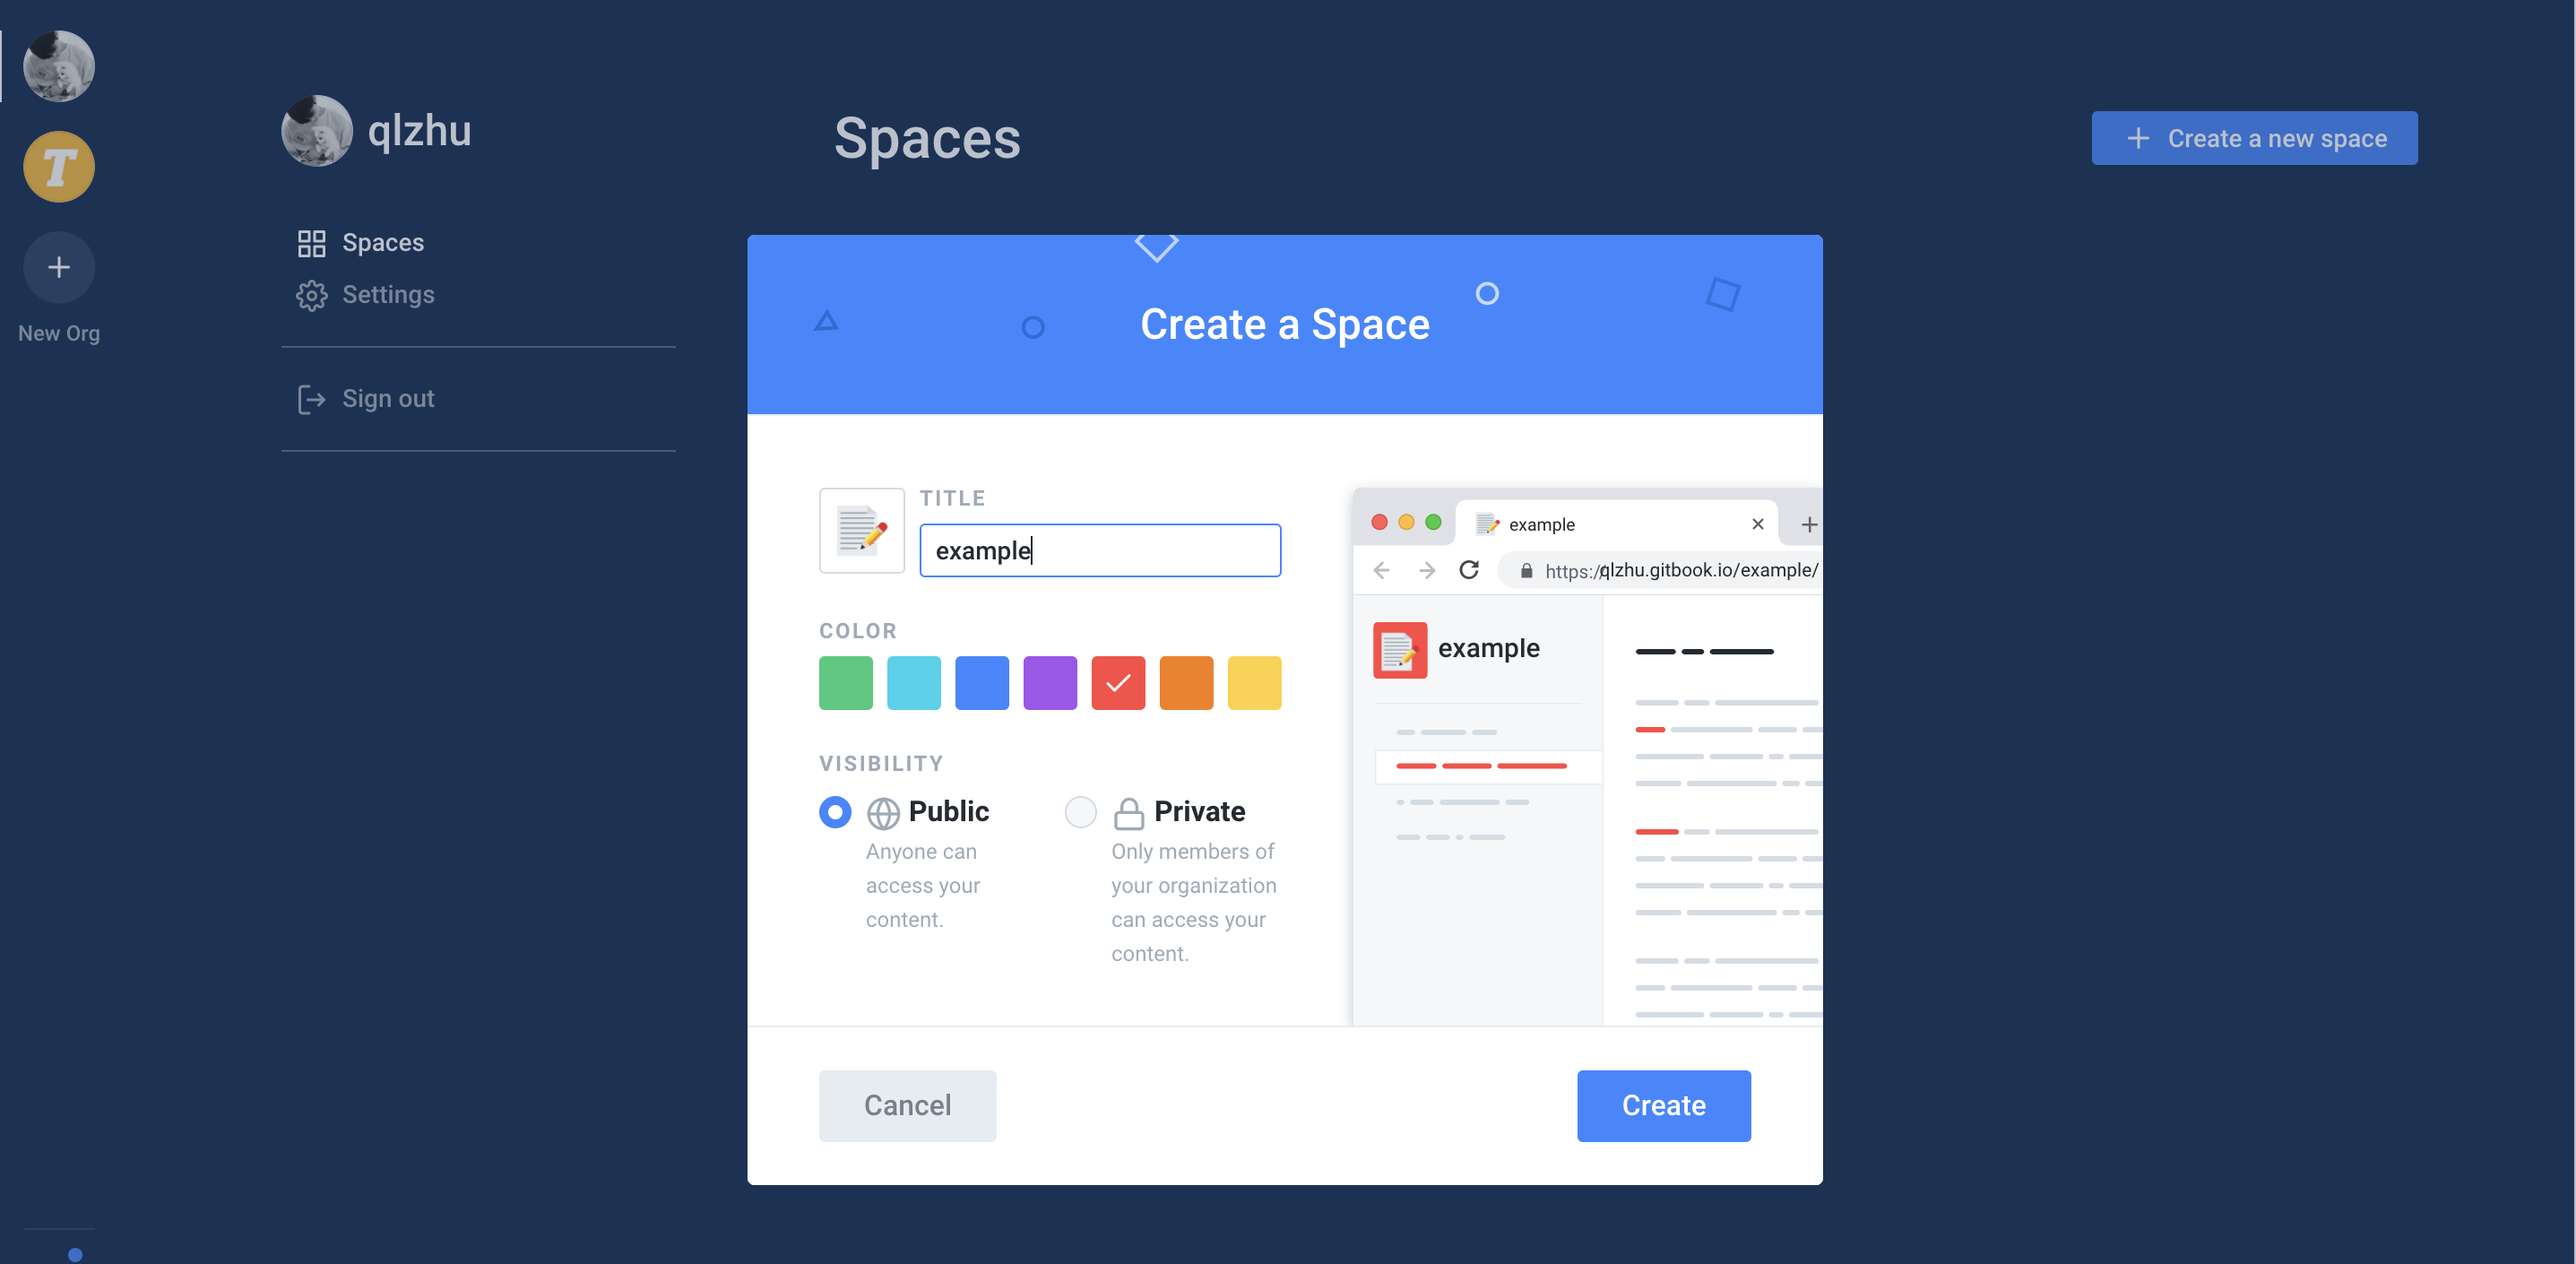 T
New Org
qlzhu
Spaces
Settings
Sign out
Spaces
Create a new space
Create a Space
TITLE
example
COLOR
VISIBILITY
Public
Anyone can
access your
content.
Private
Only members of
your organization
can access your
content.
example
https://qlzhu.gitbook.io/example/
example
Cancel
Create